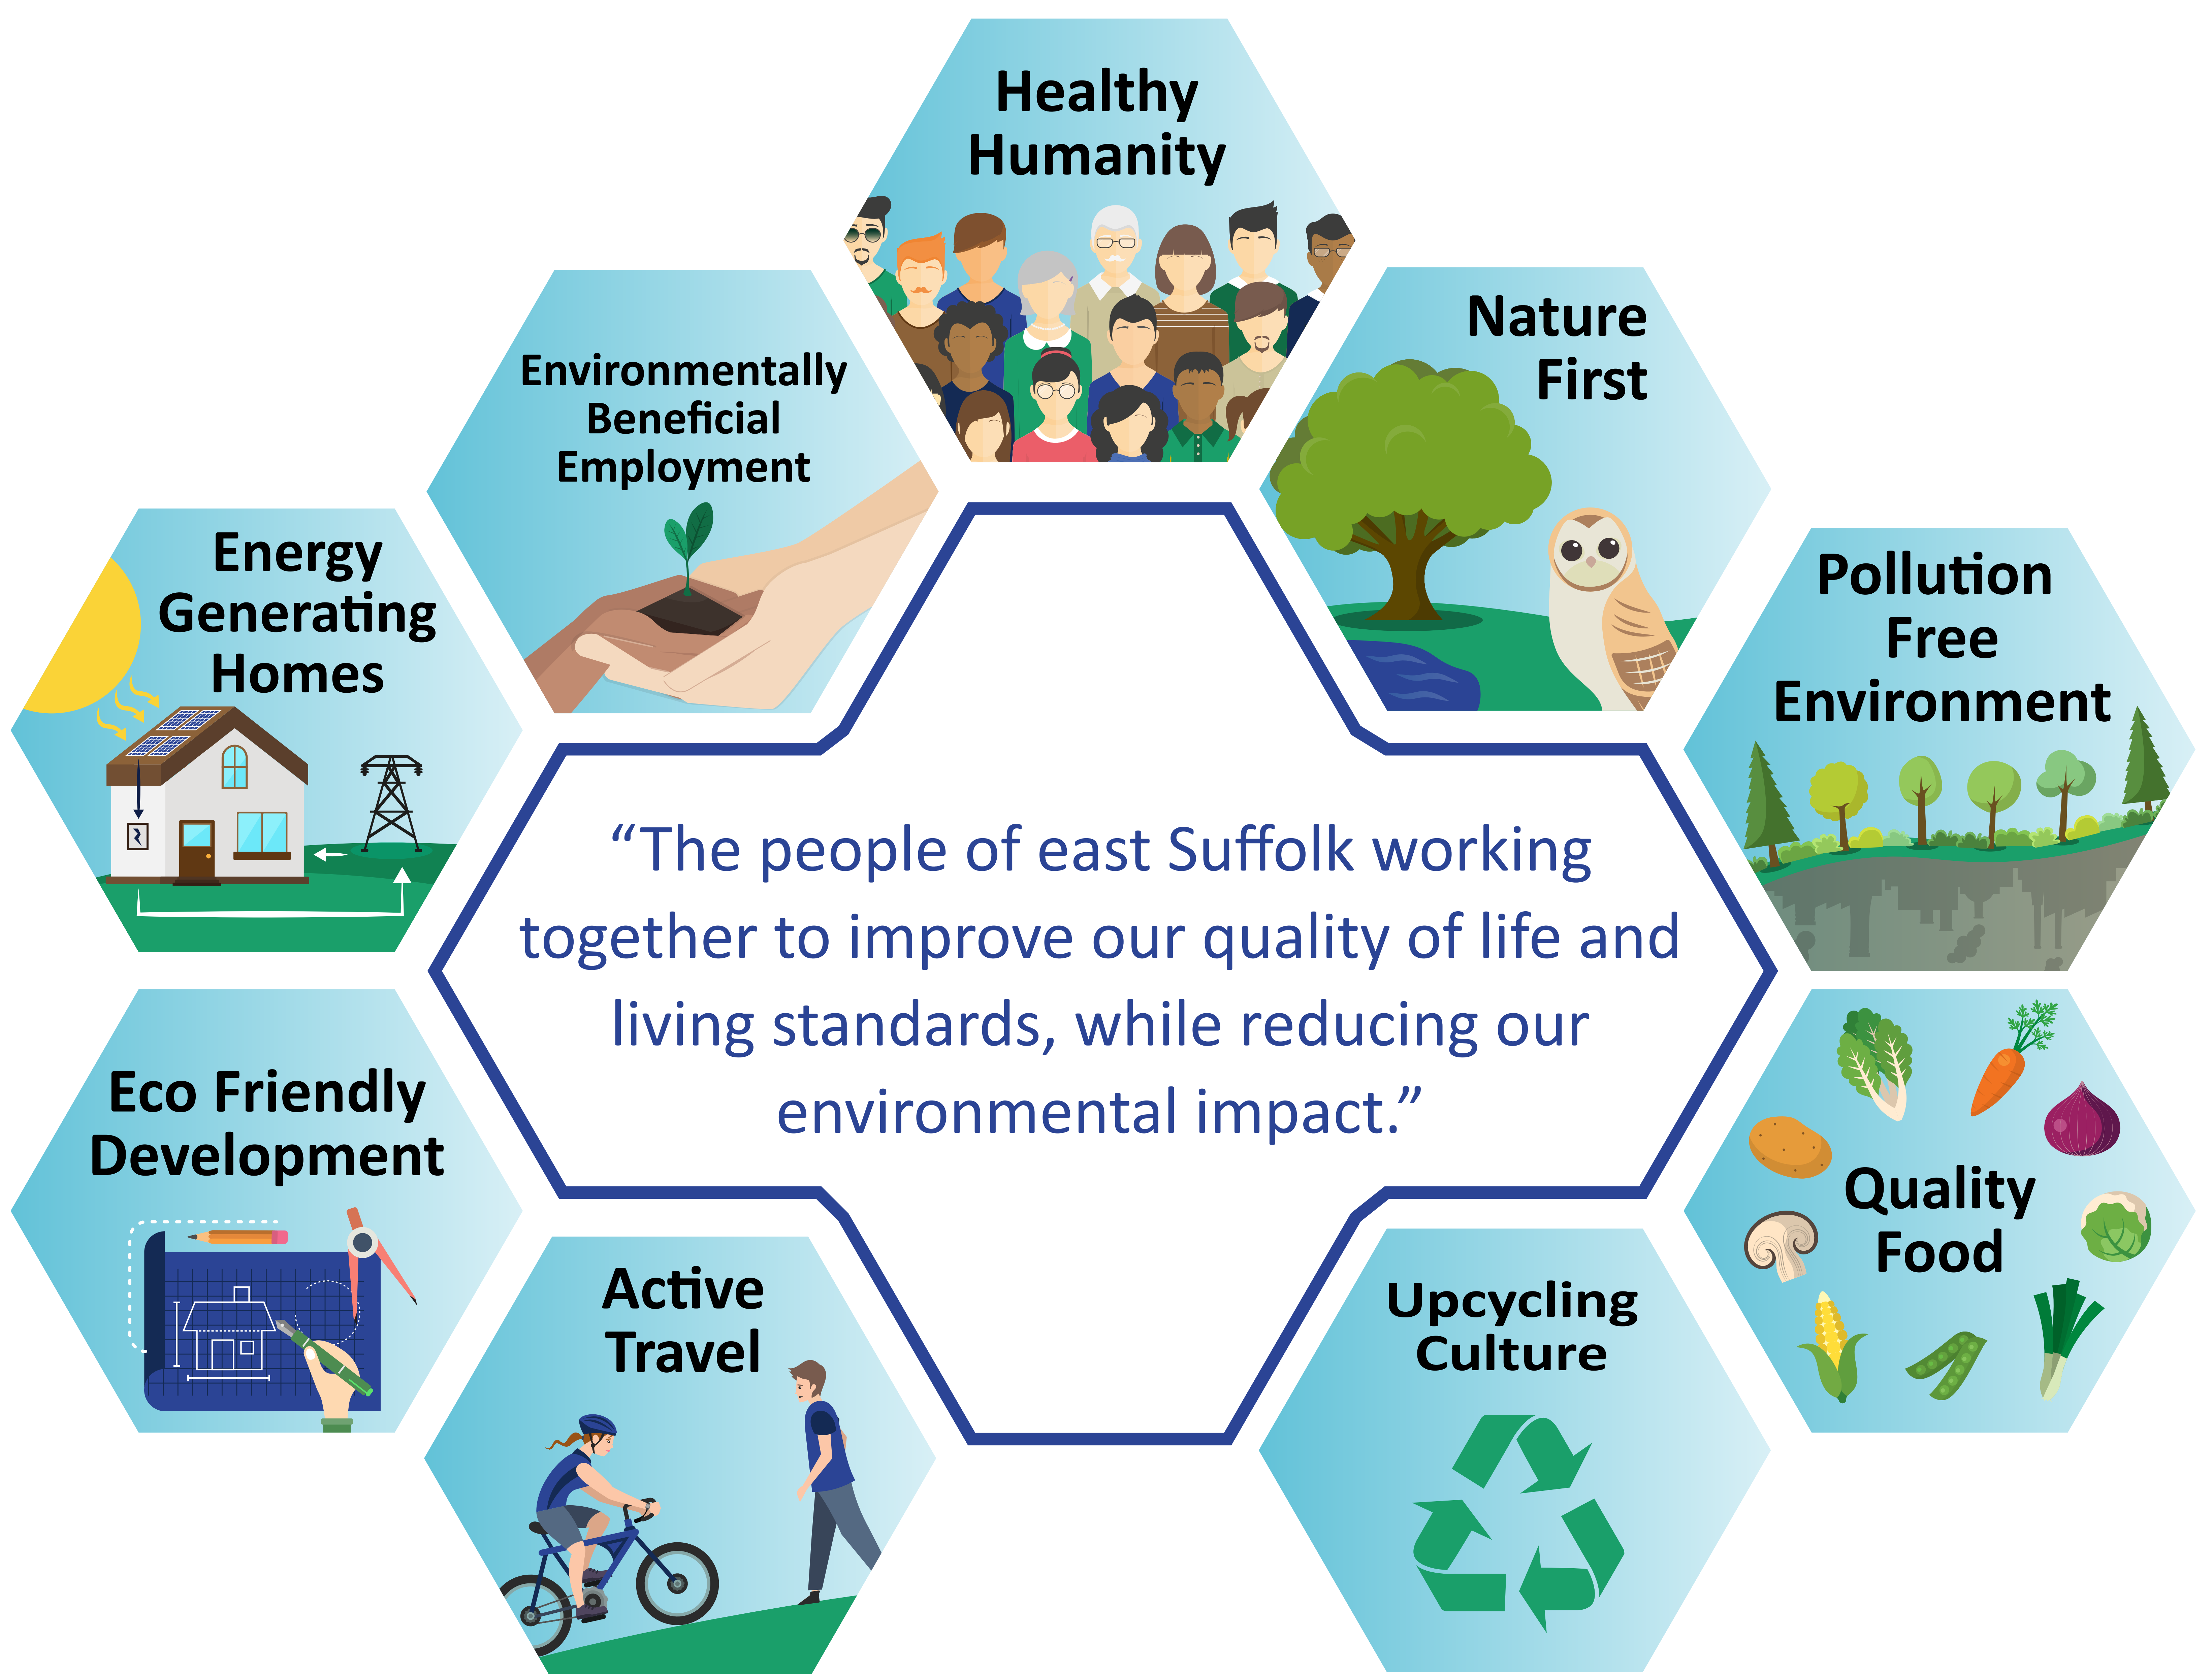 Healthy
Humanity
Nature
First
Environmentally
Beneficial
Employment
Energy
Generating
Homes
Pollution
Free
Environment
“The people of east Suffolk working
together to improve our quality of life and
living standards, while reducing our
environmental impact.”
Eco Friendly
Development
Quality
Food
Active
Travel
Upcycling
Culture